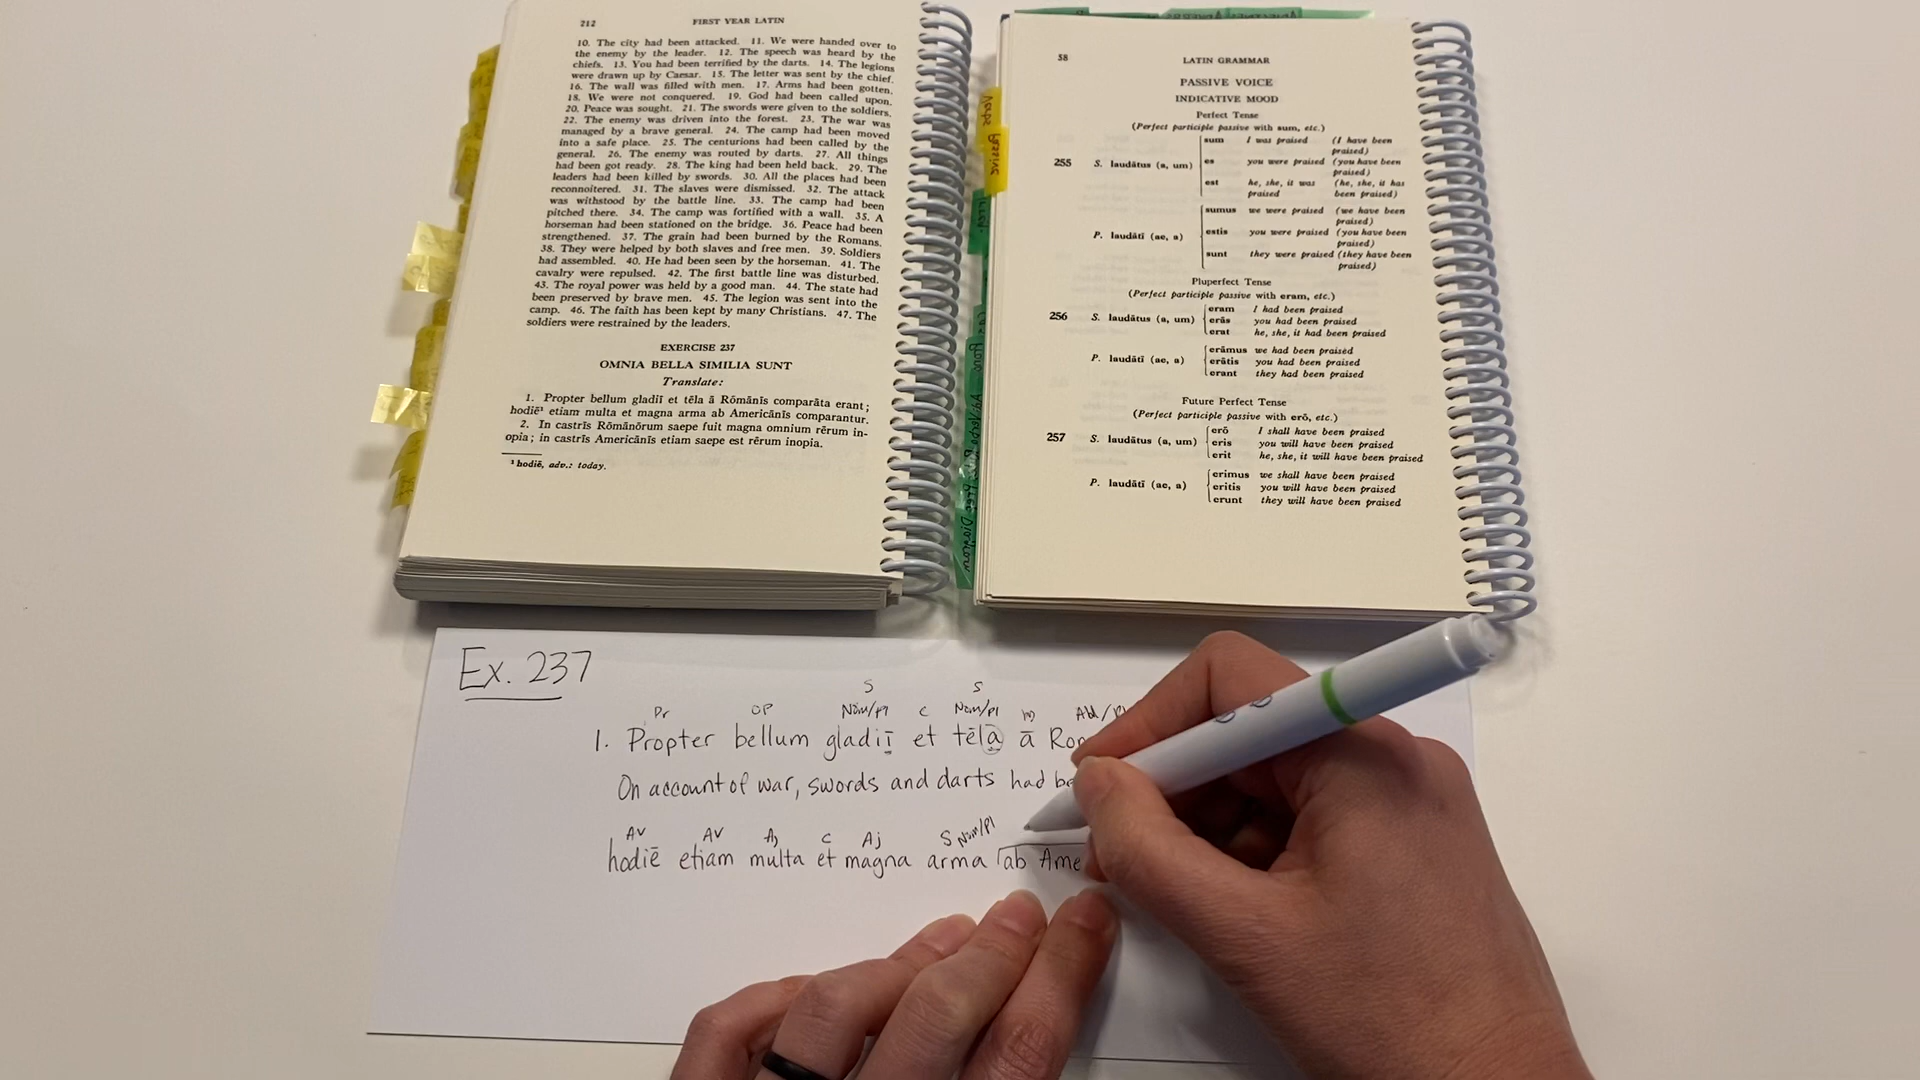 212
FIRST YEAR LATIN
10. The city had been attacked. 11. We were handed over to
the enemy by the leader. 12. The speech was heard by the
chiefs. 13. You had been terrified by the darts. 14. The legions
were drawn up by Caesar. 15. The letter was sent by the chief.
16. The wall was filled with men. 17. Arms had been gotten.
18. We were not conquered. 19. God had been called upon.
20. Peace was sought. 21. The swords were given to the soldiers.
22. The enemy was driven into the forest. 23. The war was
managed by a brave general. 24. The camp had been moved
into a safe place. 25. The centurions had been called by the
general. 26. The enemy was routed by darts. 27. All things
had been got ready. 28. The king had been held back. 29. The
leaders had been killed by swords. 30. All the places had been
reconnoitered. 31. The slaves were dismissed. 32. The attack
was withstood by the battle line. 33. The camp had been
pitched there. 34. The camp was fortified with a wall. 35. A
horseman had been stationed on the bridge. 36. Peace had been
strengthened. 37. The grain had been burned by the Romans.
38. They were helped by both slaves and free men. 39. Soldiers
had assembled. 40. He had been seen by the horseman. 41. The
cavalry were repulsed. 42. The first battle line was disturbed.
43. The royal power was held by a good man. 44. The state had
been preserved by brave men. 45. The legion was sent into the
camp. 46. The faith has been kept by many Christians. 47. The
soldiers were restrained by the leaders.
EXERCISE 237
OMNIA BELLA SIMILIA SUNT
Translate:
1. Propter bellum gladiī et tēla ā Rōmānīs comparāta erant;
hodiē¹ etiam multa et magna arma ab Americānīs comparantur.
2. In castrīs Rōmānōrum saepe fuit magna omnium rērum in-
opia; in castrīs Americānīs etiam saepe est rērum inopia.
¹ hodiē, adv.: today.
58
LATIN GRAMMAR
PASSIVE VOICE
INDICATIVE MOOD
Perfect Tense
(Perfect participle passive with sum, etc.)
sum I was praised (I have been
praised)
255 S. laudātus (a, um) es you were praised (you have been
praised)
est he, she, it was (he, she, it has
praised been praised)
sumus we were praised (we have been
praised)
P. laudātī (ae, a) estis you were praised (you have been
praised)
sunt they were praised (they have been
praised)
Pluperfect Tense
(Perfect participle passive with eram, etc.)
eram I had been praised
256 S. laudātus (a, um) erās you had been praised
erat he, she, it had been praised
erāmus we had been praised
P. laudātī (ae, a) erātis you had been praised
erant they had been praised
Future Perfect Tense
(Perfect participle passive with erō, etc.)
erō I shall have been praised
257 S. laudātus (a, um) eris you will have been praised
erit he, she, it will have been praised
erimus we shall have been praised
P. laudātī (ae, a) eritis you will have been praised
erunt they will have been praised
Ex. 237
S S
Pr OP Nom/Pl c Nom/Pl Abl/Pl
1. Propter bellum gladiī et tēla ā Rom
On account of war, swords and darts had be
AV AV Aj c Aj S Nom/Pl
hodiē etiam multa et magna arma ab Ame